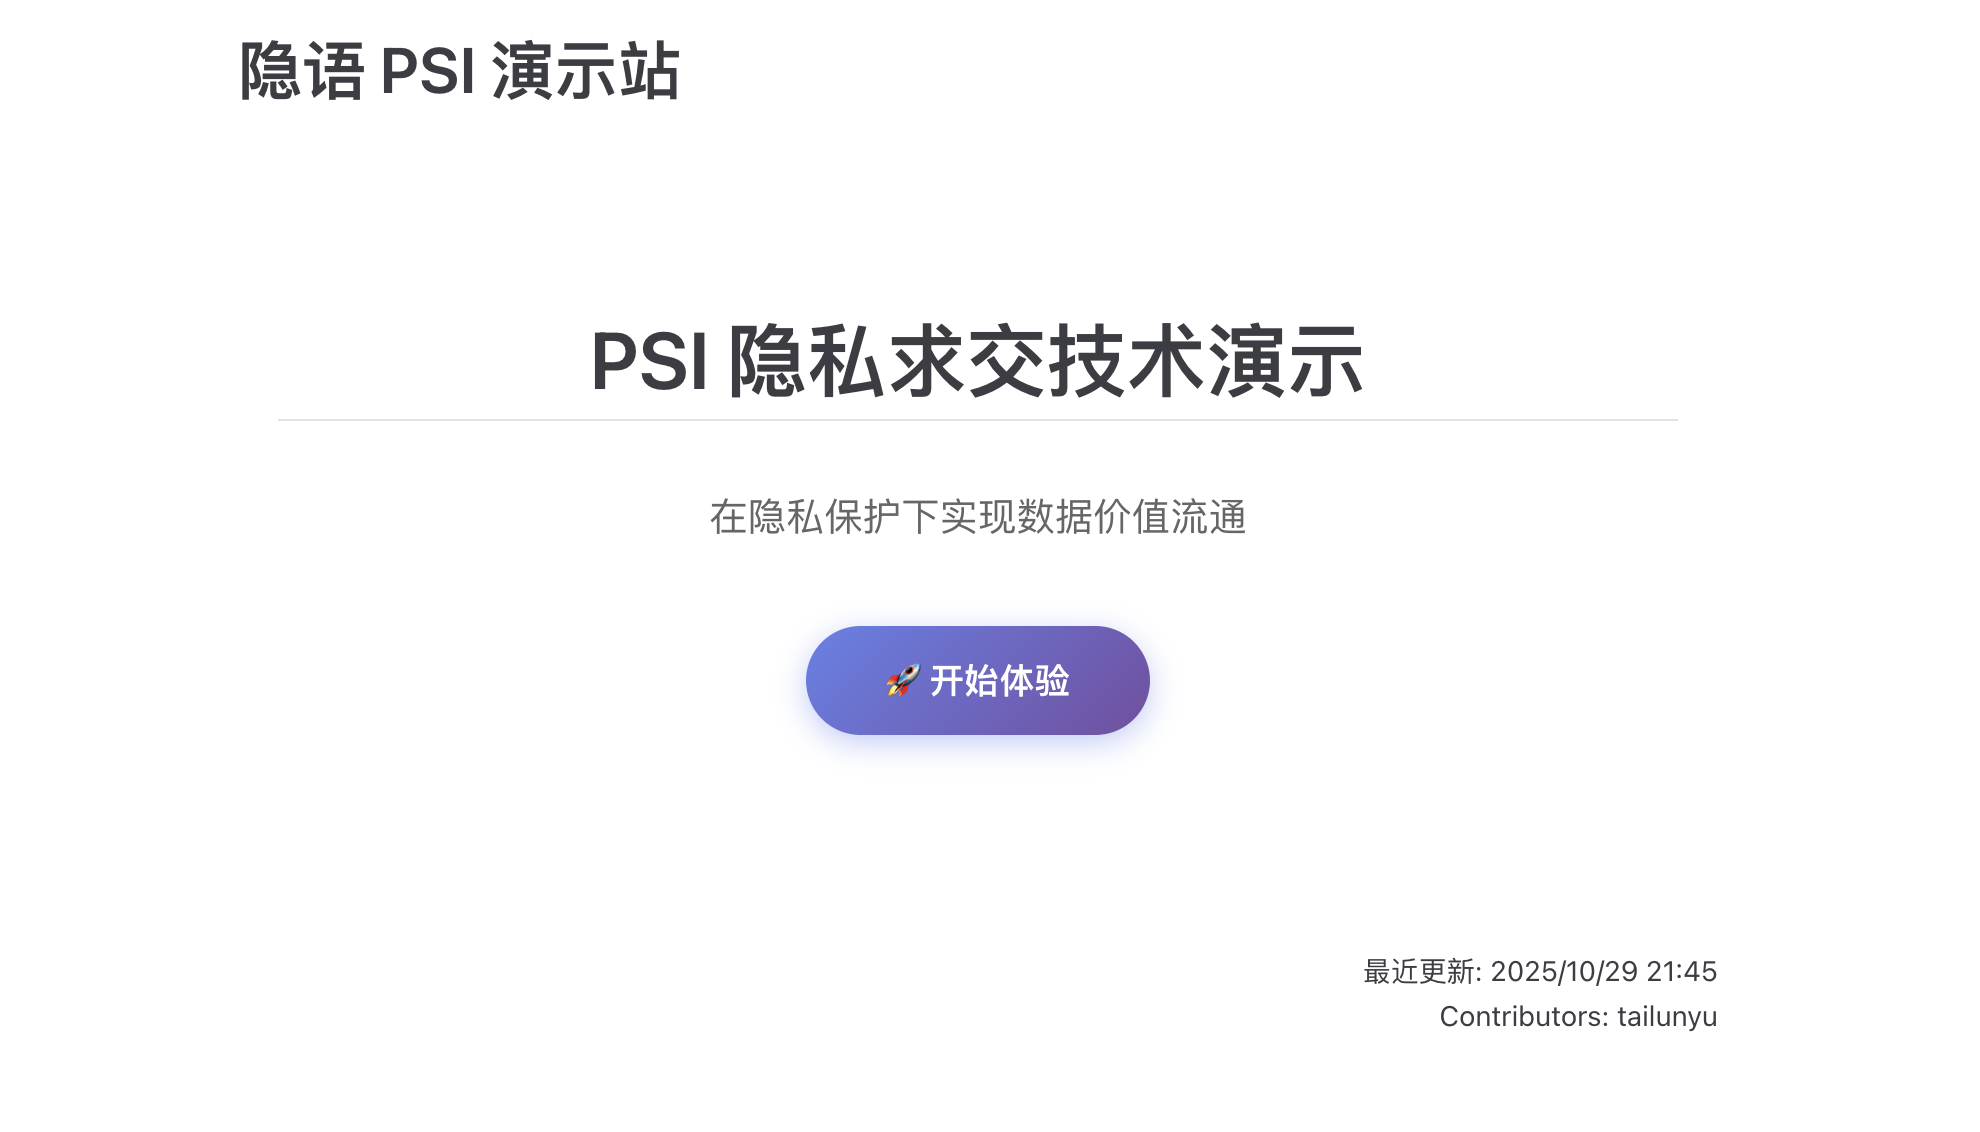 隐语 PSI 演示站
PSI 隐私求交技术演示
在隐私保护下实现数据价值流通
🚀 开始体验
最近更新: 2025/10/29 21:45
Contributors: tailunyu